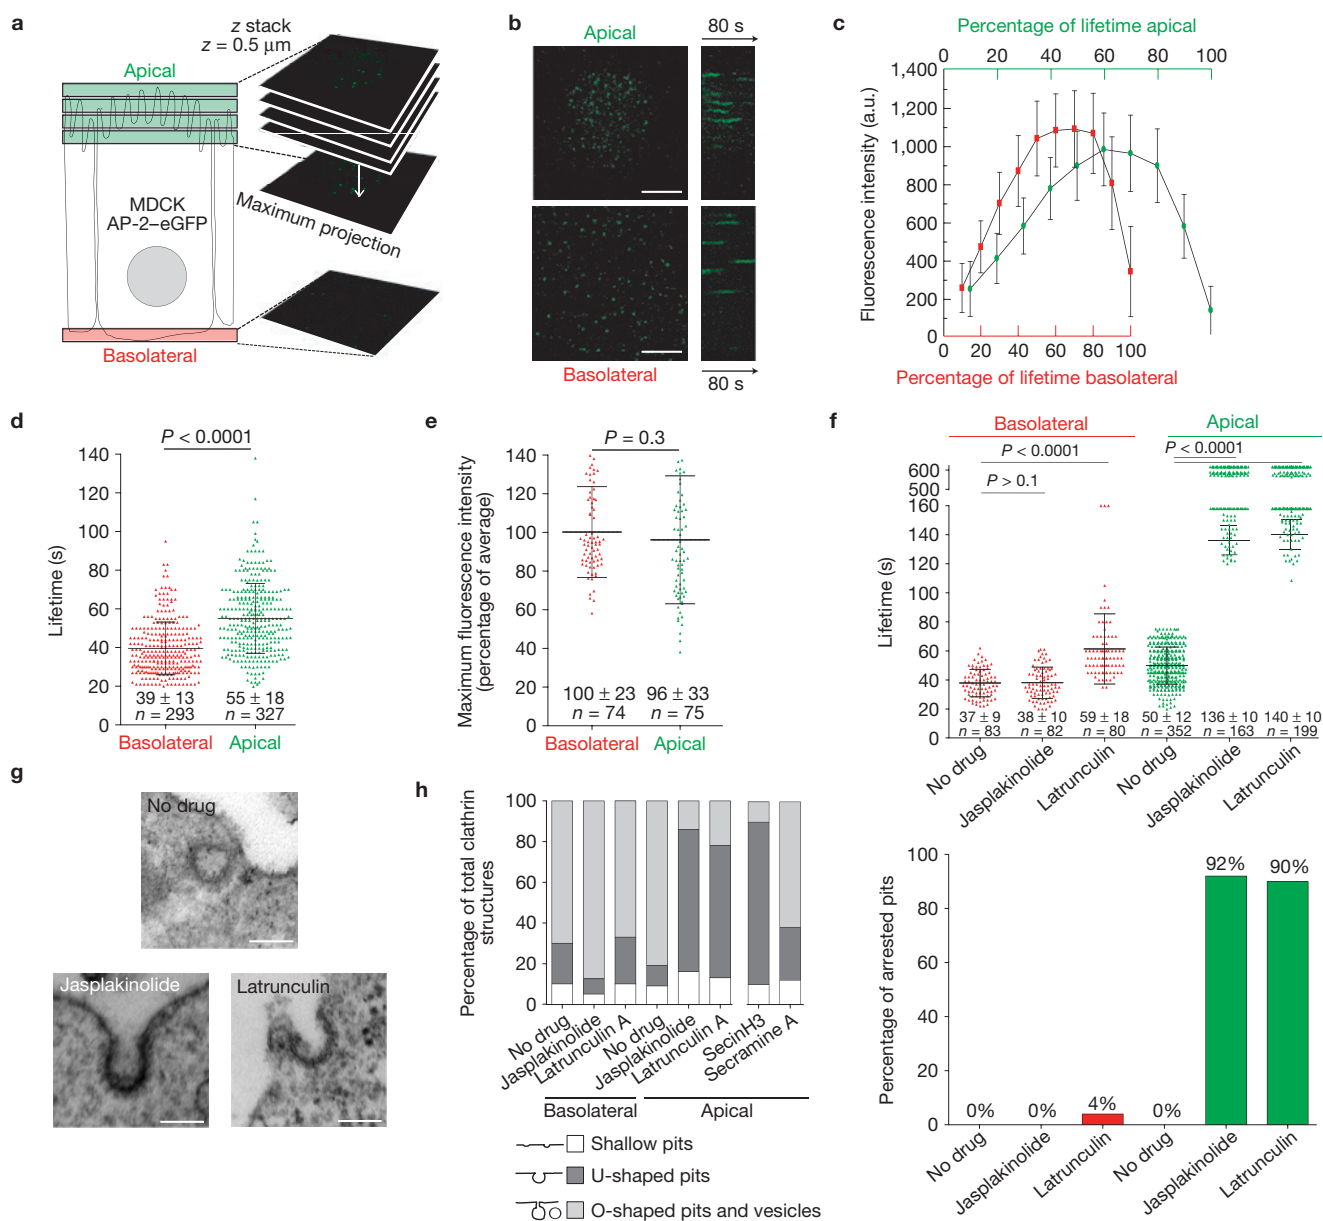 a
z stack
z = 0.5 μm
Apical
MDCK
AP-2–eGFP
Maximum projection
Basolateral
b
Apical
80 s
Basolateral
80 s
c
Percentage of lifetime apical
0 20 40 60 80 100
Fluorescence intensity (a.u.)
1,400
1,200
1,000
800
600
400
200
0
0 20 40 60 80 100
Percentage of lifetime basolateral
d
P < 0.0001
Lifetime (s)
140
120
100
80
60
40
20
0
39 ± 13
n = 293
55 ± 18
n = 327
Basolateral Apical
e
P = 0.3
Maximum fluorescence intensity
(percentage of average)
140
120
100
80
60
40
20
0
100 ± 23
n = 74
96 ± 33
n = 75
Basolateral Apical
f
Basolateral
Apical
P < 0.0001
P < 0.0001
P > 0.1
Lifetime (s)
600
500
160
140
120
100
80
60
40
20
0
37 ± 9
n = 83
38 ± 10
n = 82
59 ± 18
n = 80
50 ± 12
n = 352
136 ± 10
n = 163
140 ± 10
n = 199
No drug
Jasplakinolide
Latrunculin
No drug
Jasplakinolide
Latrunculin
Percentage of arrested pits
100
80
60
40
20
0
0%
0%
4%
0%
92%
90%
No drug
Jasplakinolide
Latrunculin
No drug
Jasplakinolide
Latrunculin
g
No drug
Jasplakinolide
Latrunculin
h
Percentage of total clathrin
structures
100
80
60
40
20
0
No drug
Jasplakinolide
Latrunculin A
No drug
Jasplakinolide
Latrunculin A
SecinH3
Secramine A
Basolateral
Apical
Shallow pits
U-shaped pits
O-shaped pits and vesicles